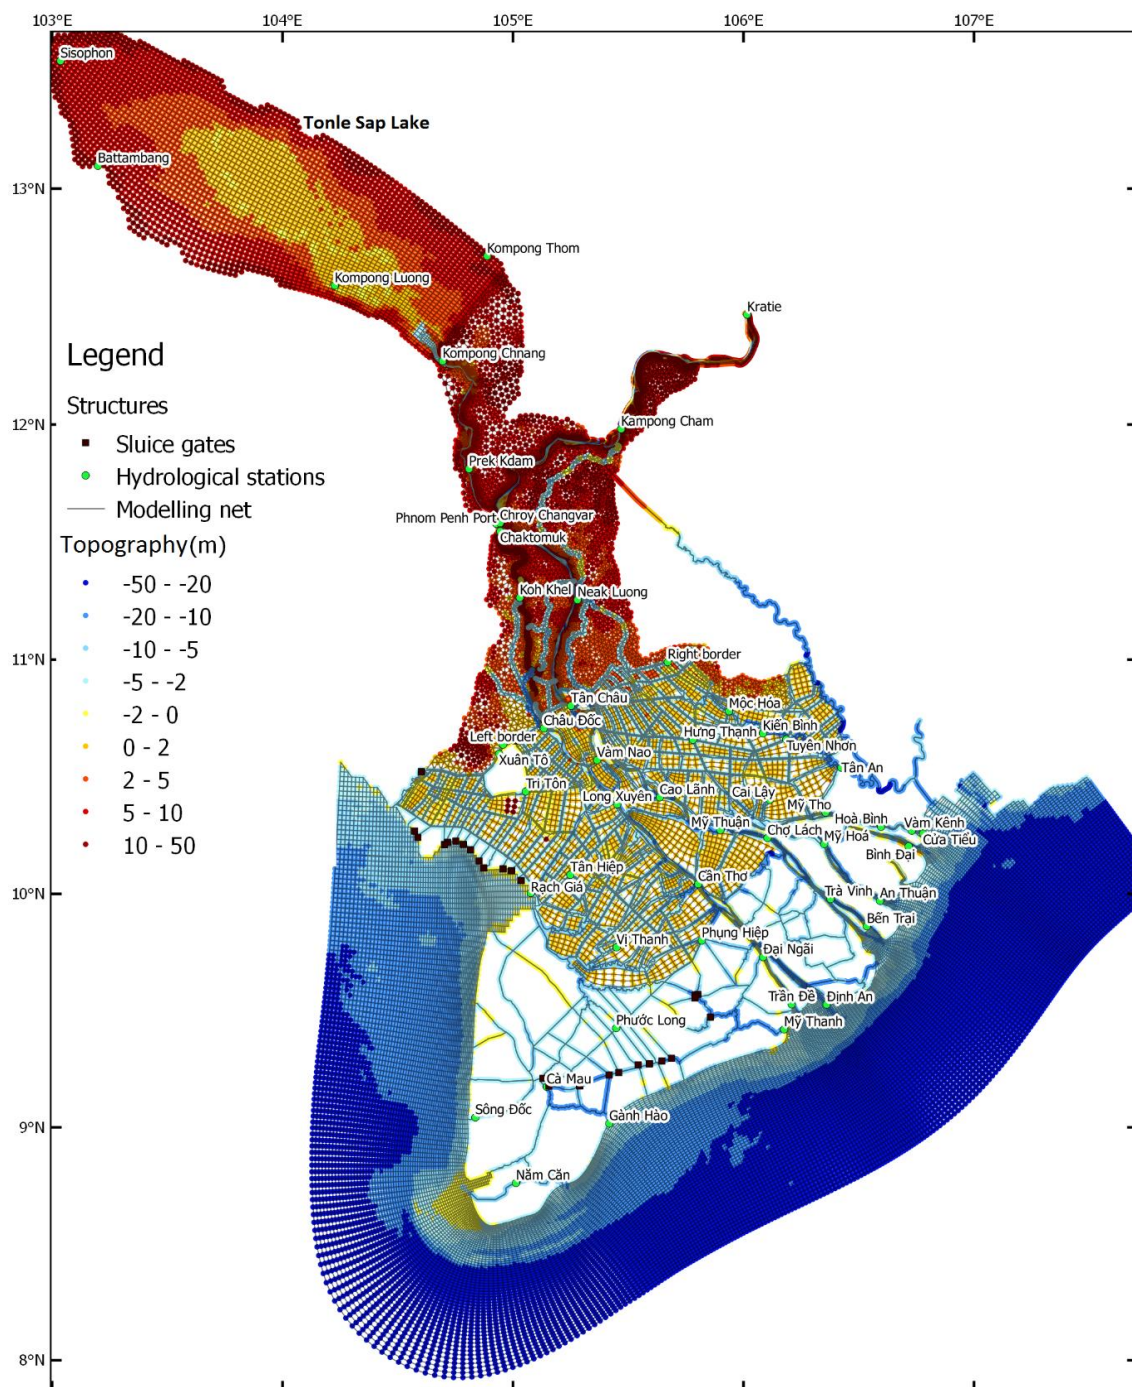 103°E
104°E
105°E
106°E
107°E
Sisophon
Tonle Sap Lake
Battambang
13°N
Kompong Thom
Kompong Luong
Kratie
Kompong Chnang
Legend
Structures
Sluice gates
Hydrological stations
Modelling net
Topography(m)
-50 - -20
-20 - -10
-10 - -5
-5 - -2
-2 - 0
0 - 2
2 - 5
5 - 10
10 - 50
12°N
Kampong Cham
Prek Kdam
Phnom Penh Port
Chroy Changvar
Chaktomuk
Koh Khel
Neak Luong
11°N
Right border
Tân Châu
Mộc Hóa
Châu Đốc
Hưng Thạnh
Kiến Bình
Left border
Vàm Nao
Tuyên Nhơn
Xuân Tô
Tân An
Tri Tôn
Long Xuyên
Cao Lãnh
Cai Lậy
Mỹ Tho
Hoà Bình
Vàm Kênh
Mỹ Thuận
Chợ Lách
Mỹ Hoá
Cửa Tiểu
Bình Đại
10°N
Tân Hiệp
Rạch Giá
Cần Thơ
Trà Vinh
An Thuận
Bến Trại
Vị Thanh
Phụng Hiệp
Đại Ngãi
Trần Đề
Định An
Phước Long
Mỹ Thanh
Cà Mau
9°N
Sông Đốc
Gành Hào
Năm Căn
8°N